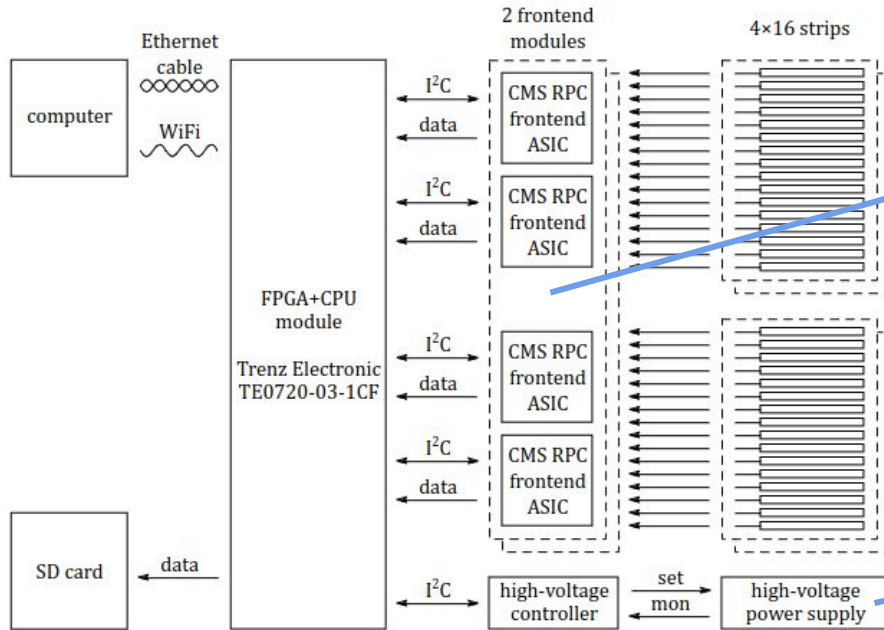 2 frontend
modules
4×16 strips
Ethernet
cable
computer
WiFi
FPGA+CPU
module
Trenz Electronic
TE0720-03-1CF
I²C
data
I²C
data
I²C
data
I²C
data
CMS RPC
frontend
ASIC
CMS RPC
frontend
ASIC
CMS RPC
frontend
ASIC
CMS RPC
frontend
ASIC
SD card
data
I²C
high-voltage
controller
set
mon
high-voltage
power supply